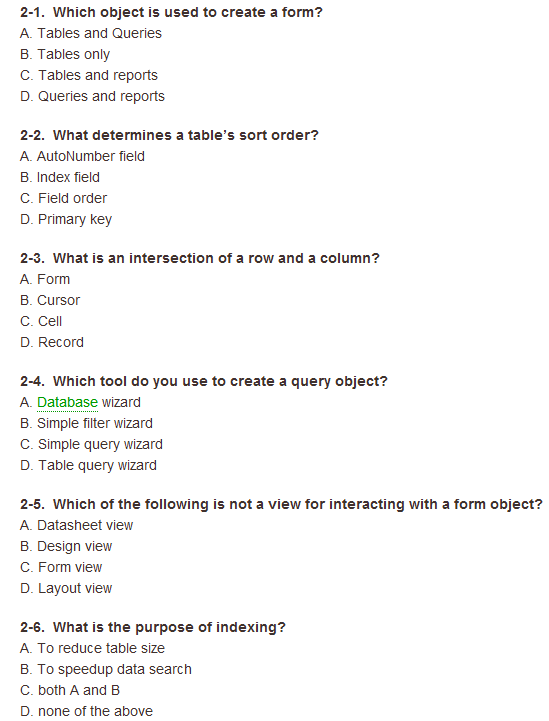 2-1. Which object is used to create a form?
A. Tables and Queries
B. Tables only
C. Tables and reports
D. Queries and reports
2-2. What determines a table's sort order?
A. AutoNumber field
B. Index field
C. Field order
D. Primary key
2-3. What is an intersection of a row and a column?
A. Form
B. Cursor
C. Cell
D. Record
2-4. Which tool do you use to create a query object?
A. Database wizard
B. Simple filter wizard
C. Simple query wizard
D. Table query wizard
2-5. Which of the following is not a view for interacting with a form object?
A. Datasheet view
B. Design view
C. Form view
D. Layout view
2-6. What is the purpose of indexing?
A. To reduce table size
B. To speedup data search
C. both A and B
D. none of the above